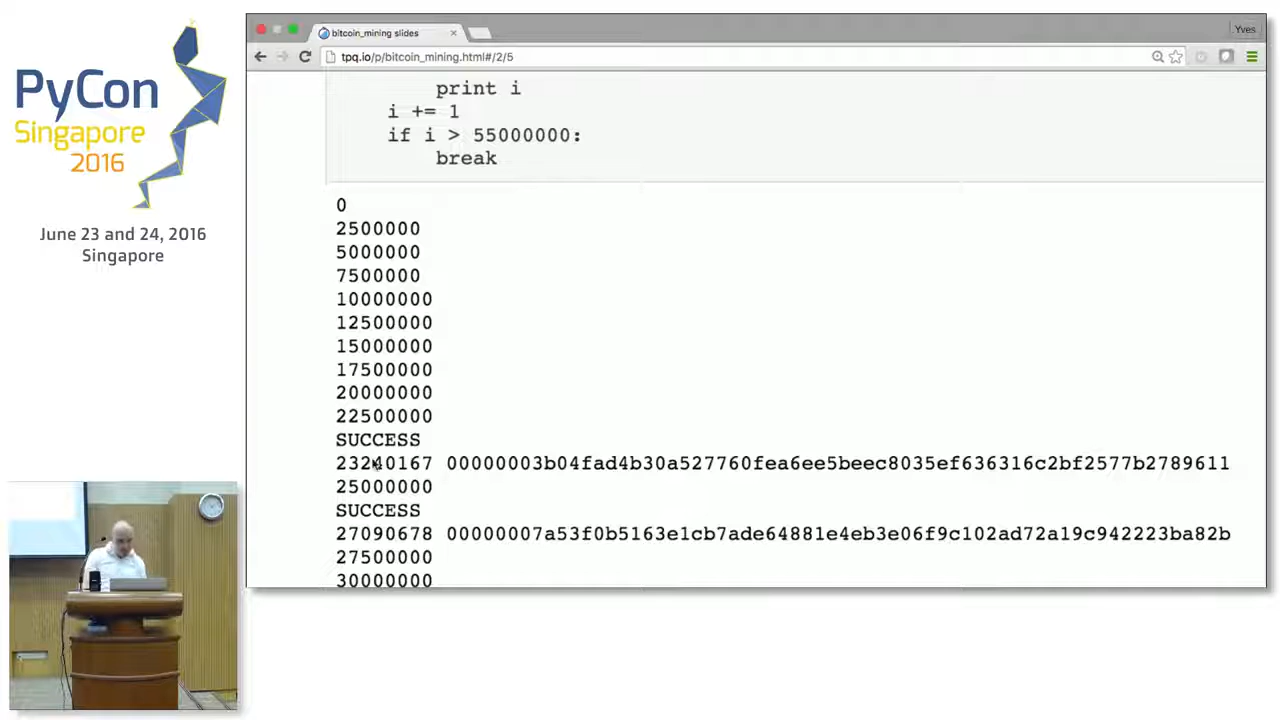 PyCon
Singapore
2016
June 23 and 24, 2016
Singapore
bitcoin_mining slides
Yves
tpq.io/p/bitcoin_mining.html#/2/5
print i
i += 1
if i > 55000000:
break
0
2500000
5000000
7500000
10000000
12500000
15000000
17500000
20000000
22500000
SUCCESS
23240167 00000003b04fad4b30a527760fea6ee5beec8035ef636316c2bf2577b2789611
25000000
SUCCESS
27090678 00000007a53f0b5163e1cb7ade64881e4eb3e06f9c102ad72a19c942223ba82b
27500000
30000000